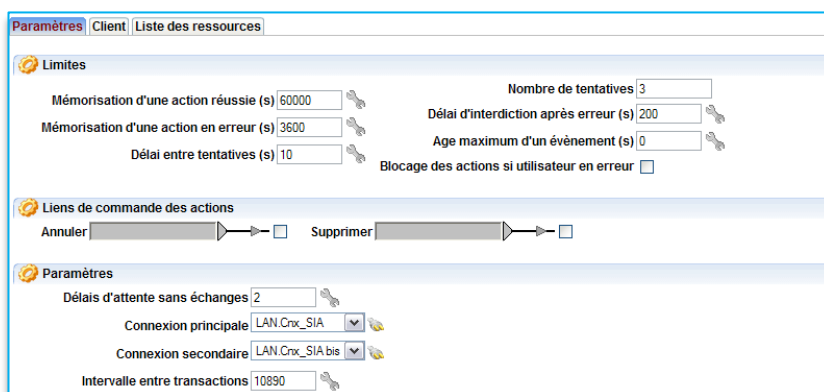 Paramètres Client Liste des ressources
Limites
Mémorisation d'une action réussie (s) 60000
Mémorisation d'une action en erreur (s) 3600
Délai entre tentatives (s) 10
Nombre de tentatives 3
Délai d'interdiction après erreur (s) 200
Age maximum d'un évènement (s) 0
Blocage des actions si utilisateur en erreur
Liens de commande des actions
Annuler Supprimer
Paramètres
Délais d'attente sans échanges 2
Connexion principale LAN.Cnx_SIA
Connexion secondaire LAN.Cnx_SIA bis
Intervalle entre transactions 10890